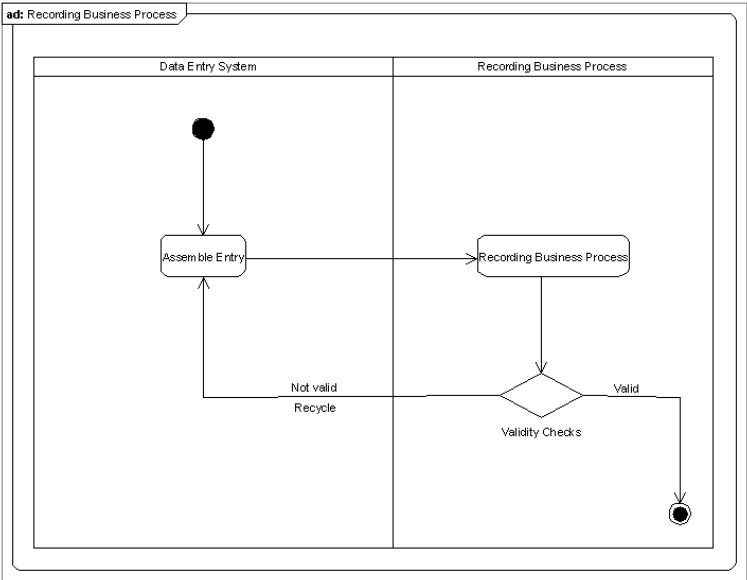 ad: Recording Business Process
Data Entry System
Recording Business Process
Assemble Entry
Recording Business Process
Not valid
Valid
Recycle
Validity Checks